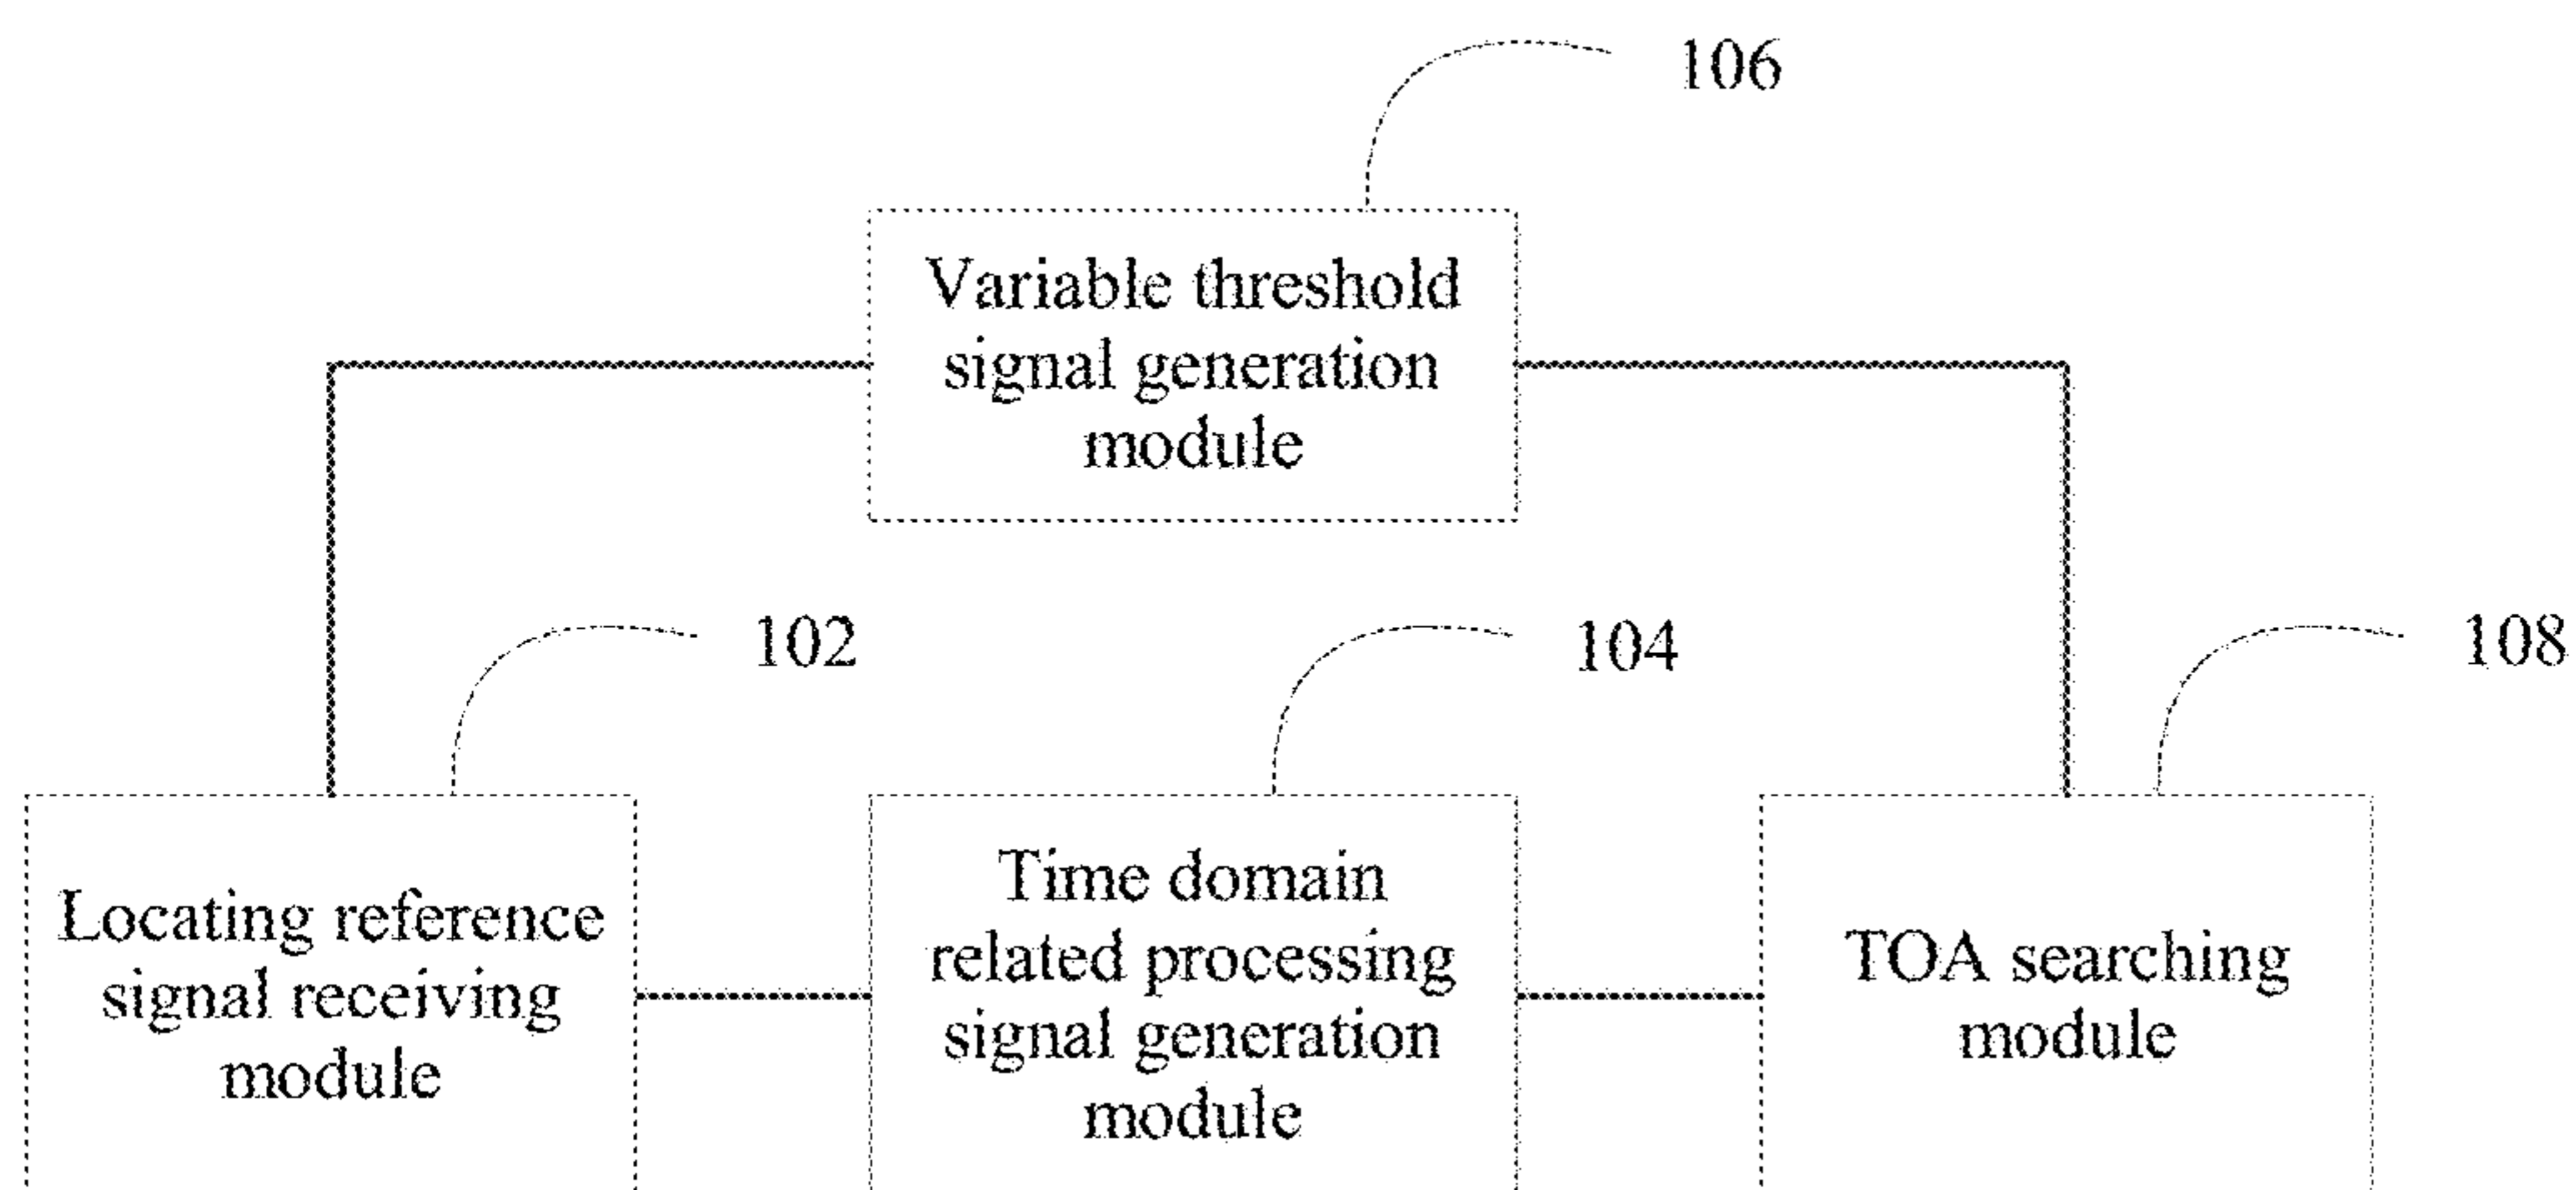 106
Variable threshold
signal generation
module
102
104
108
Locating reference
signal receiving
module
Time domain
related processing
signal generation
module
TOA searching
module